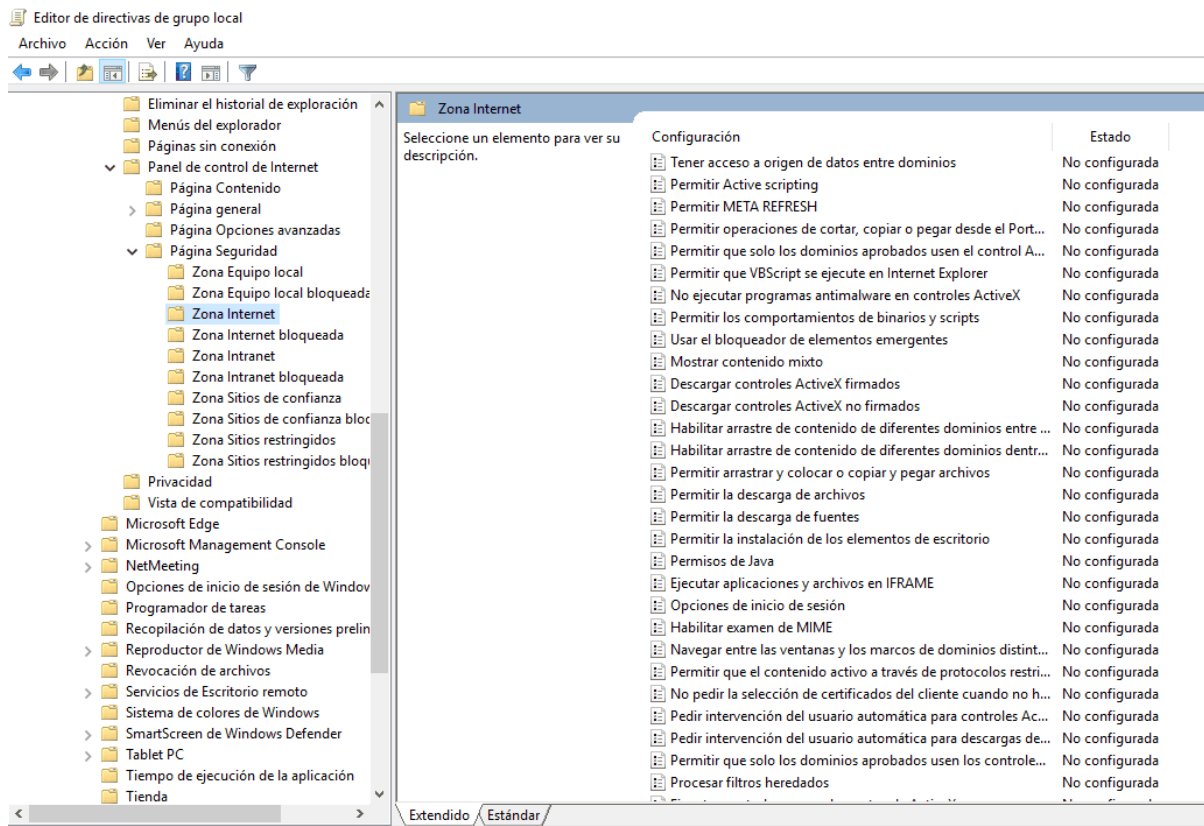 Editor de directivas de grupo local
Archivo Acción Ver Ayuda
Eliminar el historial de exploración
Menús del explorador
Páginas sin conexión
Panel de control de Internet
Página Contenido
Página general
Página Opciones avanzadas
Página Seguridad
Zona Equipo local
Zona Equipo local bloqueada
Zona Internet
Zona Internet bloqueada
Zona Intranet
Zona Intranet bloqueada
Zona Sitios de confianza
Zona Sitios de confianza bloq
Zona Sitios restringidos
Zona Sitios restringidos bloqu
Privacidad
Vista de compatibilidad
Microsoft Edge
Microsoft Management Console
NetMeeting
Opciones de inicio de sesión de Window
Programador de tareas
Recopilación de datos y versiones prelin
Reproductor de Windows Media
Revocación de archivos
Servicios de Escritorio remoto
Sistema de colores de Windows
SmartScreen de Windows Defender
Tablet PC
Tiempo de ejecución de la aplicación
Tienda
Zona Internet
Seleccione un elemento para ver su
descripción.
Configuración Estado
Tener acceso a origen de datos entre dominios No configurada
Permitir Active scripting No configurada
Permitir META REFRESH No configurada
Permitir operaciones de cortar, copiar o pegar desde el Port... No configurada
Permitir que solo los dominios aprobados usen el control A... No configurada
Permitir que VBScript se ejecute en Internet Explorer No configurada
No ejecutar programas antimalware en controles ActiveX No configurada
Permitir los comportamientos de binarios y scripts No configurada
Usar el bloqueador de elementos emergentes No configurada
Mostrar contenido mixto No configurada
Descargar controles ActiveX firmados No configurada
Descargar controles ActiveX no firmados No configurada
Habilitar arrastre de contenido de diferentes dominios entre ... No configurada
Habilitar arrastre de contenido de diferentes dominios dentr... No configurada
Permitir arrastrar y colocar o copiar y pegar archivos No configurada
Permitir la descarga de archivos No configurada
Permitir la descarga de fuentes No configurada
Permitir la instalación de los elementos de escritorio No configurada
Permisos de Java No configurada
Ejecutar aplicaciones y archivos en IFRAME No configurada
Opciones de inicio de sesión No configurada
Habilitar examen de MIME No configurada
Navegar entre las ventanas y los marcos de dominios distint... No configurada
Permitir que el contenido activo a través de protocolos restri... No configurada
No pedir la selección de certificados del cliente cuando no h... No configurada
Pedir intervención del usuario automática para controles Ac... No configurada
Pedir intervención del usuario automática para descargas de... No configurada
Permitir que solo los dominios aprobados usen los controle... No configurada
Procesar filtros heredados No configurada
Extendido Estándar